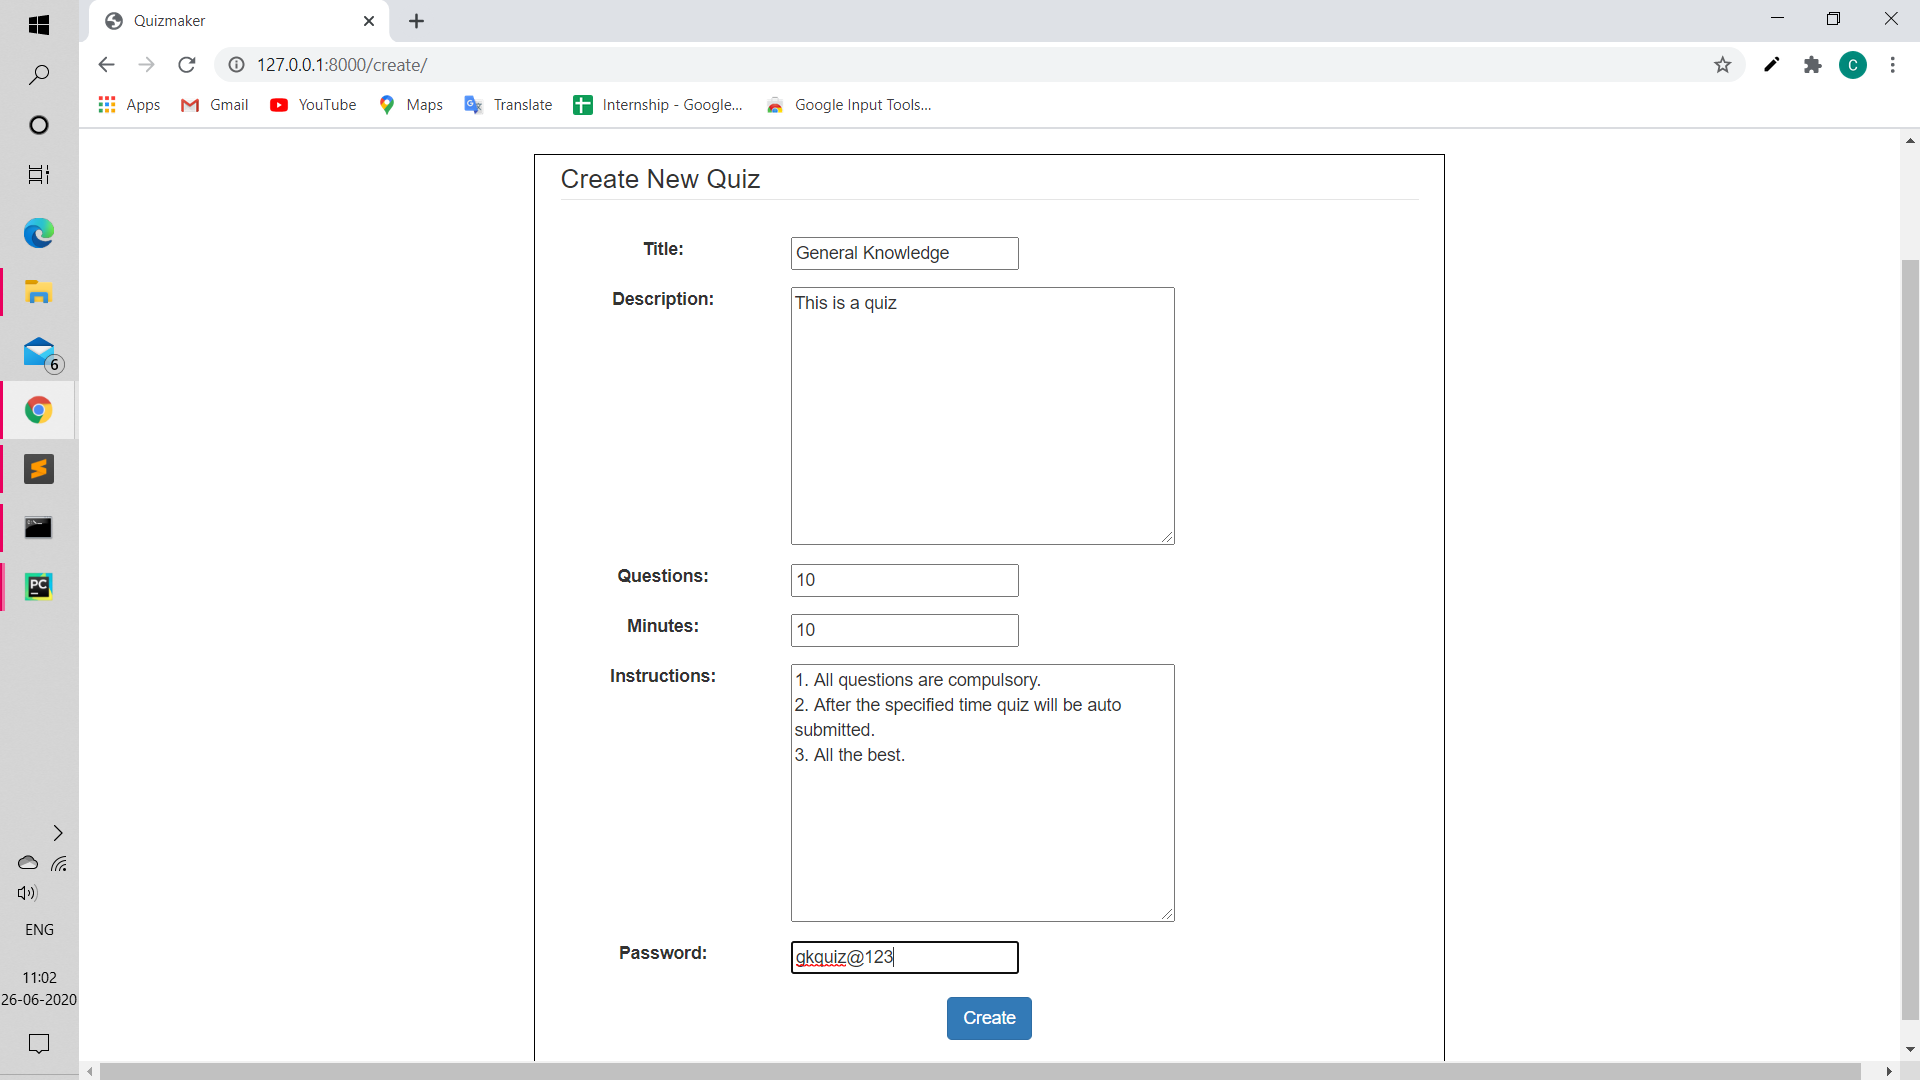 Quizmaker
127.0.0.1:8000/create/
Apps
Gmail
YouTube
Maps
Translate
Internship - Google...
Google Input Tools...
Create New Quiz
Title:
General Knowledge
Description:
This is a quiz
Questions:
10
Minutes:
10
Instructions:
1. All questions are compulsory.
2. After the specified time quiz will be auto
submitted.
3. All the best.
Password:
gkquiz@123
Create
C
6
PC
ENG
11:02
26-06-2020